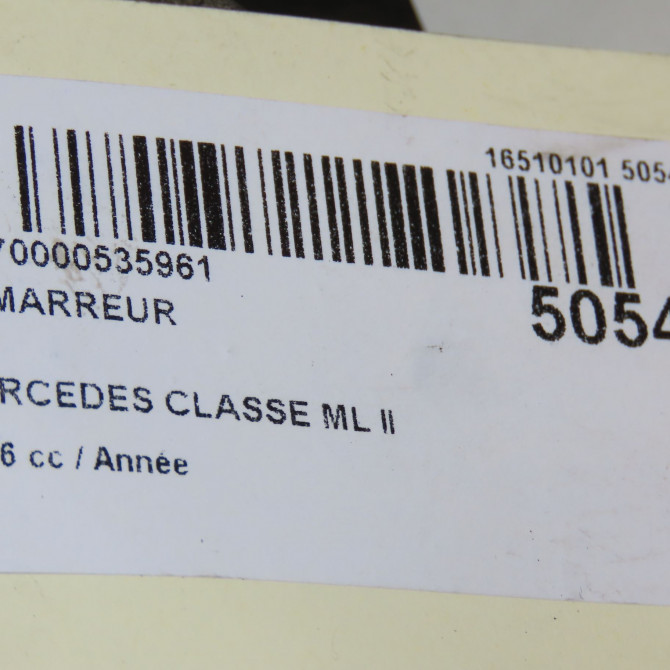 16510101 5054
70000535961
MARREUR
5054
RCEDES CLASSE ML II
6 cc / Année